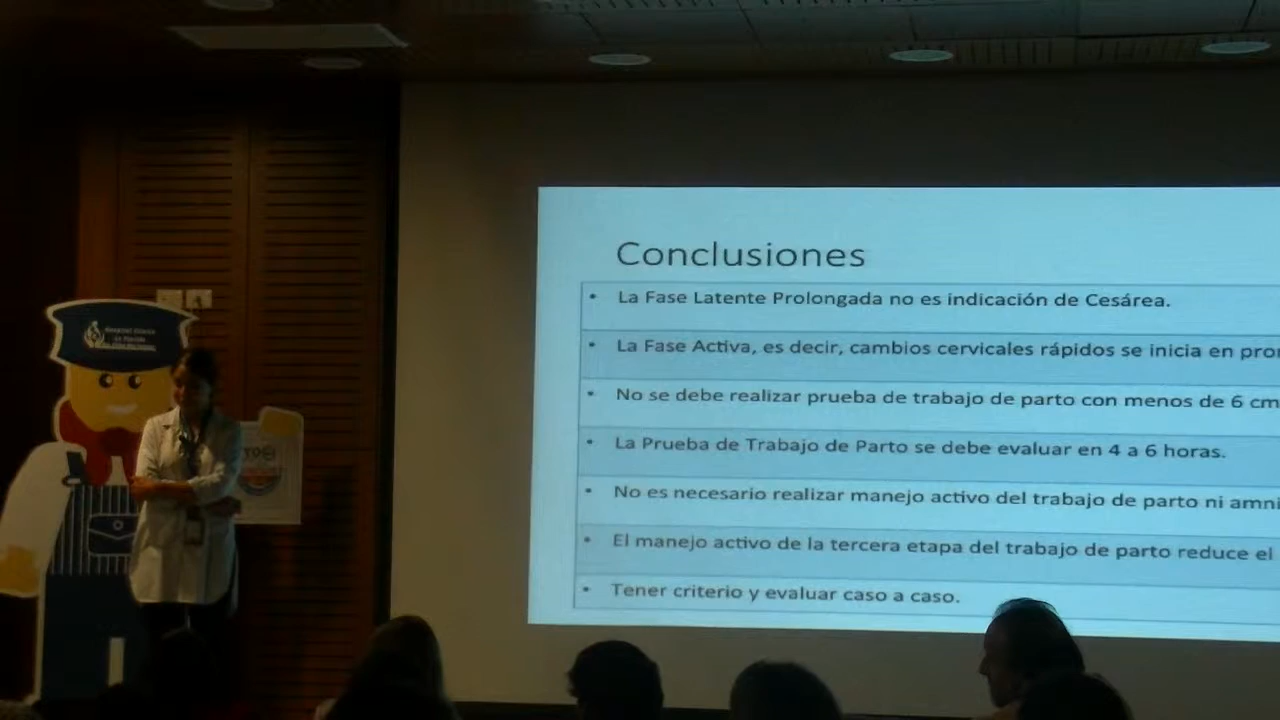 Conclusiones
• La Fase Latente Prolongada no es indicación de Cesárea.
• La Fase Activa, es decir, cambios cervicales rápidos se inicia en pro
• No se debe realizar prueba de trabajo de parto con menos de 6 cm
• La Prueba de Trabajo de Parto se debe evaluar en 4 a 6 horas.
• No es necesario realizar manejo activo del trabajo de parto ni amni
• El manejo activo de la tercera etapa del trabajo de parto reduce el
• Tener criterio y evaluar caso a caso.
Hospital Clínico
La Florida